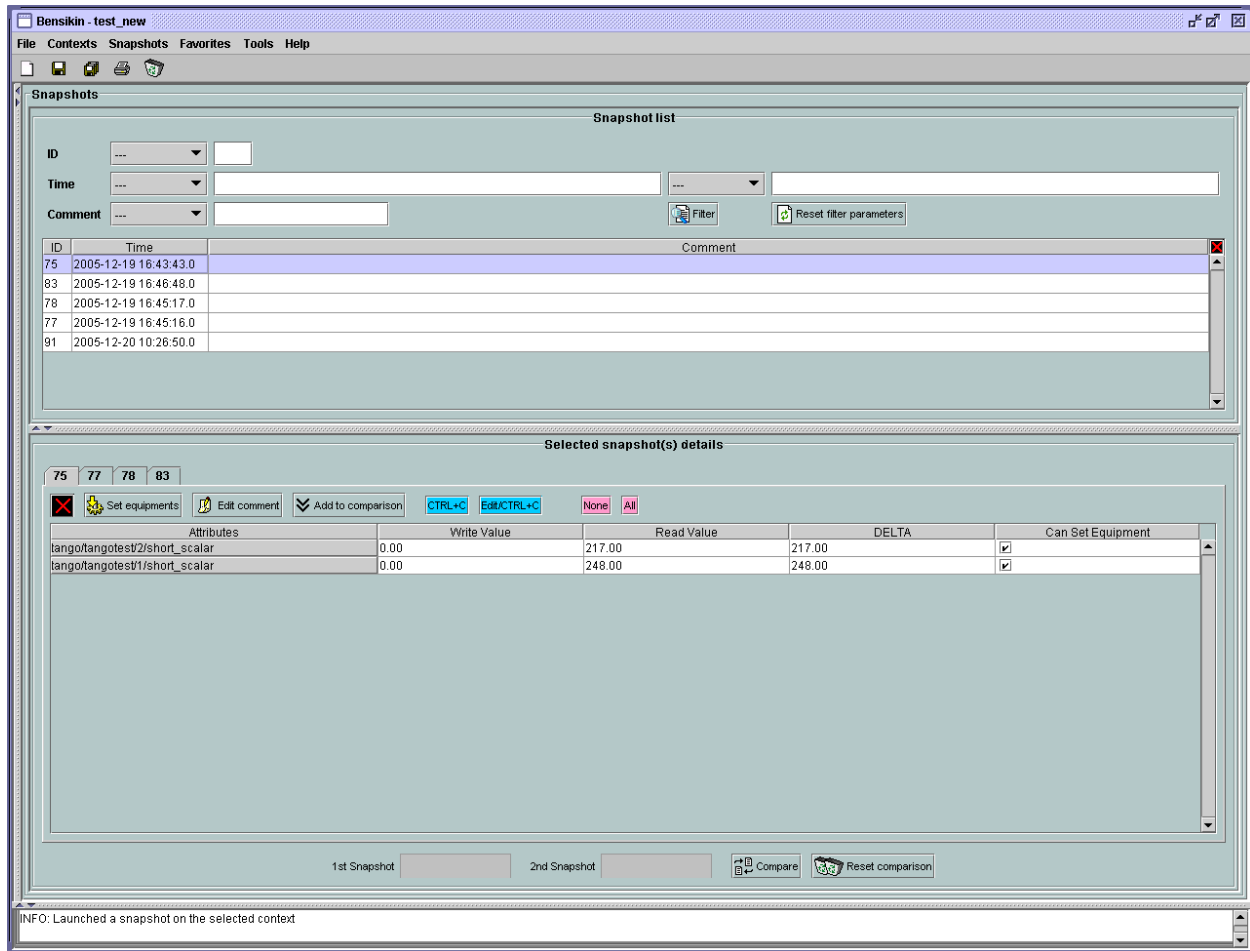 Bensikin - test_new
File Contexts Snapshots Favorites Tools Help
Snapshots
Snapshot list
ID ---
Time --- ---
Comment --- Filter Reset filter parameters
ID Time Comment
75 2005-12-19 16:43:43.0
83 2005-12-19 16:46:48.0
78 2005-12-19 16:45:17.0
77 2005-12-19 16:45:16.0
91 2005-12-20 10:26:50.0
Selected snapshot(s) details
75 77 78 83
Set equipments Edit comment Add to comparison CTRL+C Edit/CTRL+C None All
Attributes Write Value Read Value DELTA Can Set Equipment
tango/tangotest/2/short_scalar 0.00 217.00 217.00
tango/tangotest/1/short_scalar 0.00 248.00 248.00
1st Snapshot 2nd Snapshot Compare Reset comparison
INFO: Launched a snapshot on the selected context